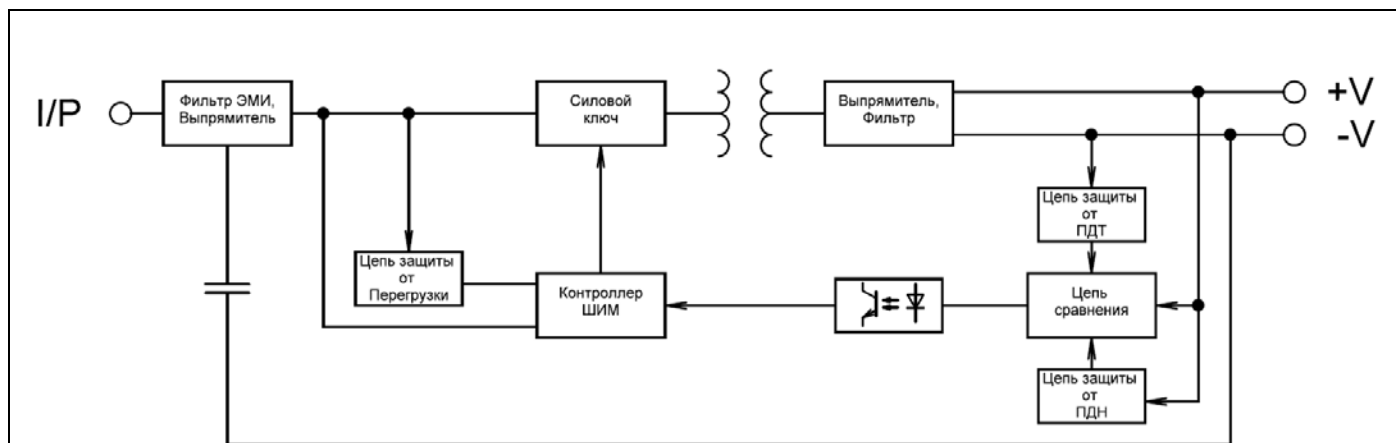 I/P
Фильтр ЭМИ,
Выпрямитель
Силовой
ключ
Выпрямитель,
Фильтр
+V
-V
Цепь защиты
от
ПДТ
Цепь защиты
от
Перегрузки
Контроллер
ШИМ
Цепь
сравнения
Цепь защиты
от
ПДН